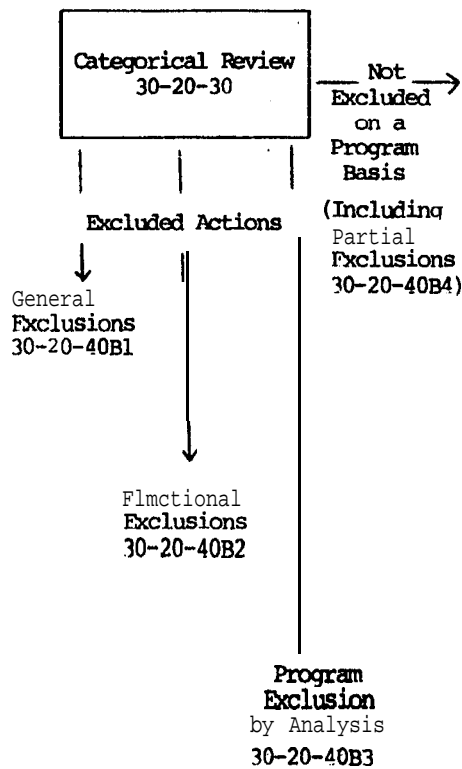 Categorical Review
30-20-30
Not
Excluded
on a
Program
Basis
(Including
Partial
Fxclusions
30-20-40B4)
Excluded Actions
General
Fxclusions
30-20-40B1
Flmctional
Exclusions
30-20-40B2
Program
Exclusion
by Analysis
30-20-40B3